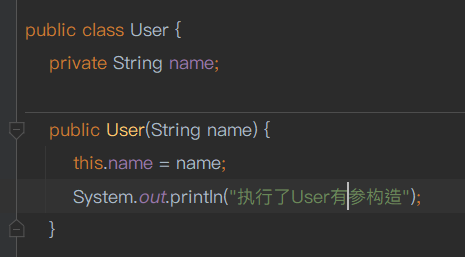 public class User {
private String name;
public User(String name) {
this.name = name;
System.out.println("执行了User有参构造");
}